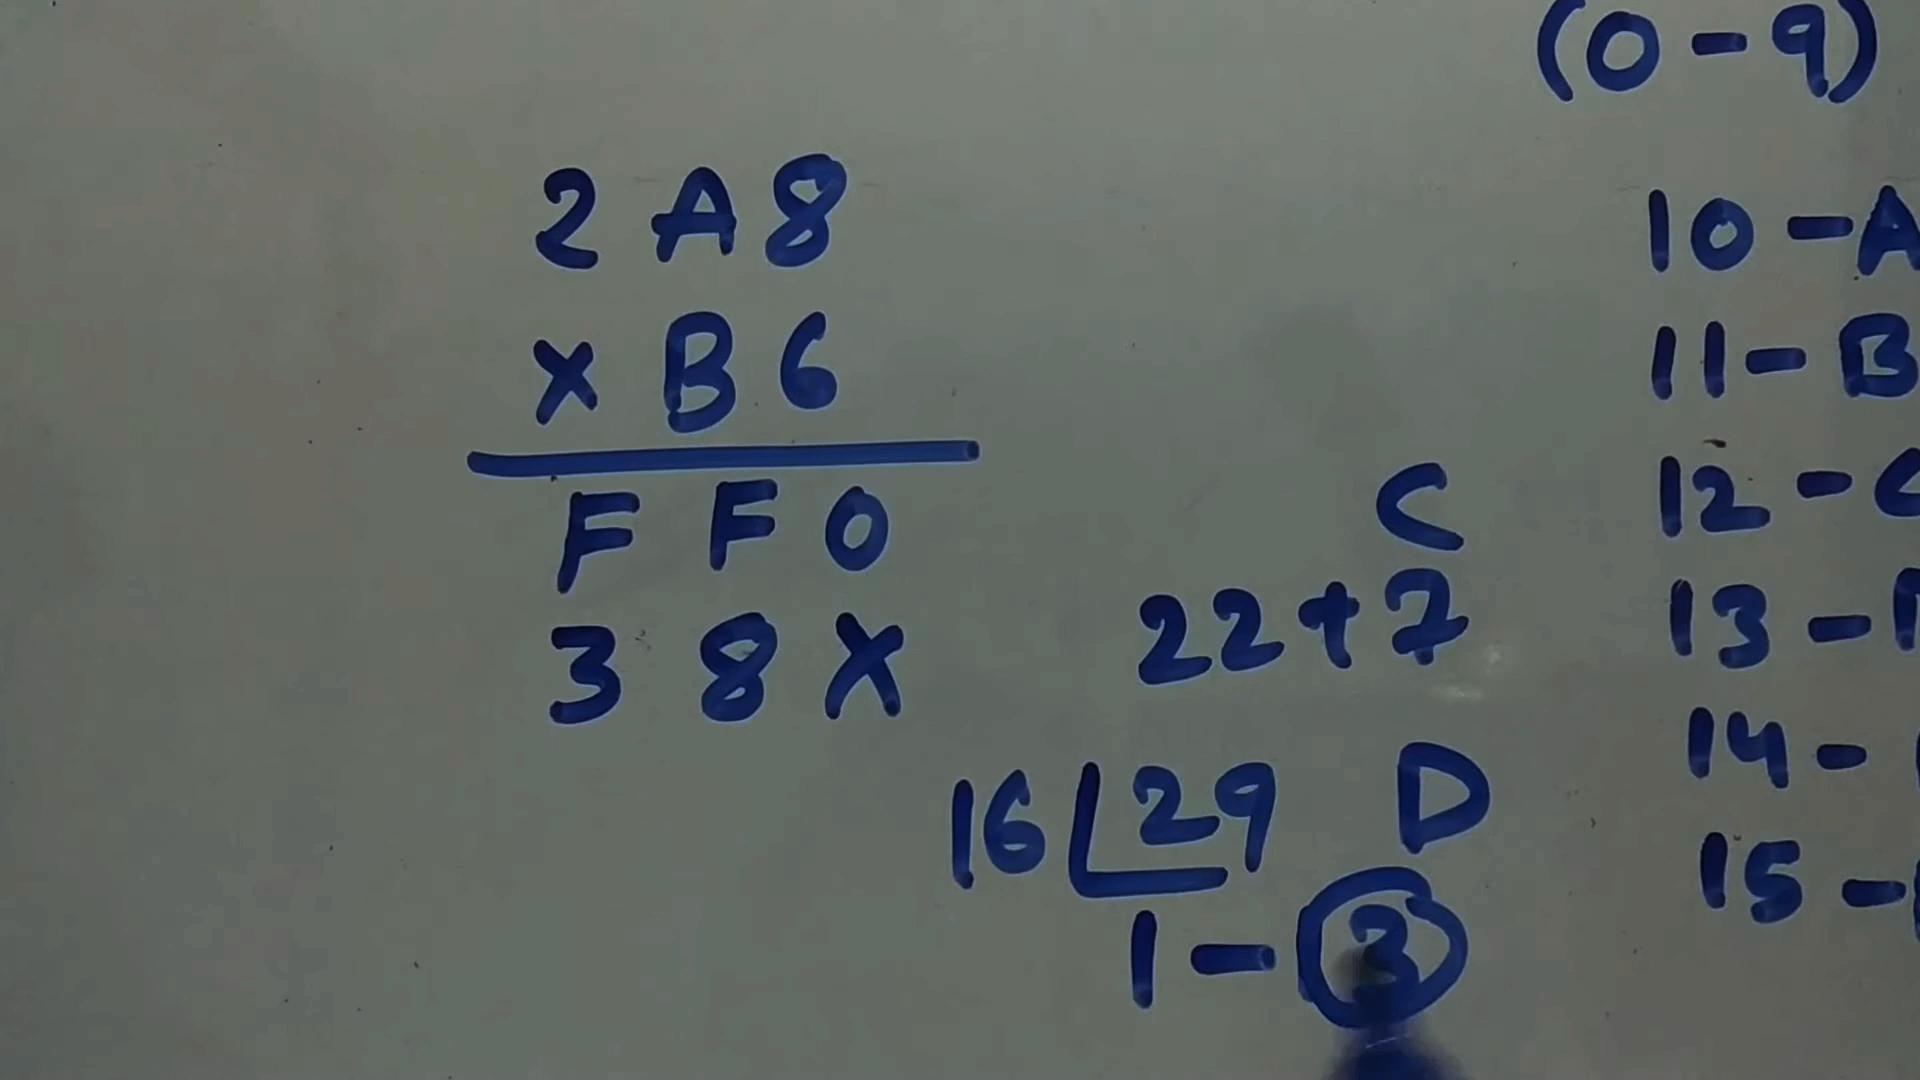 (0-9)
2 A 8
× B 6
F F 0
3 8 X
C
22+7
16 29 D
1 - 3
10 - A
11 - B
12 - C
13 -
14 -
15 -